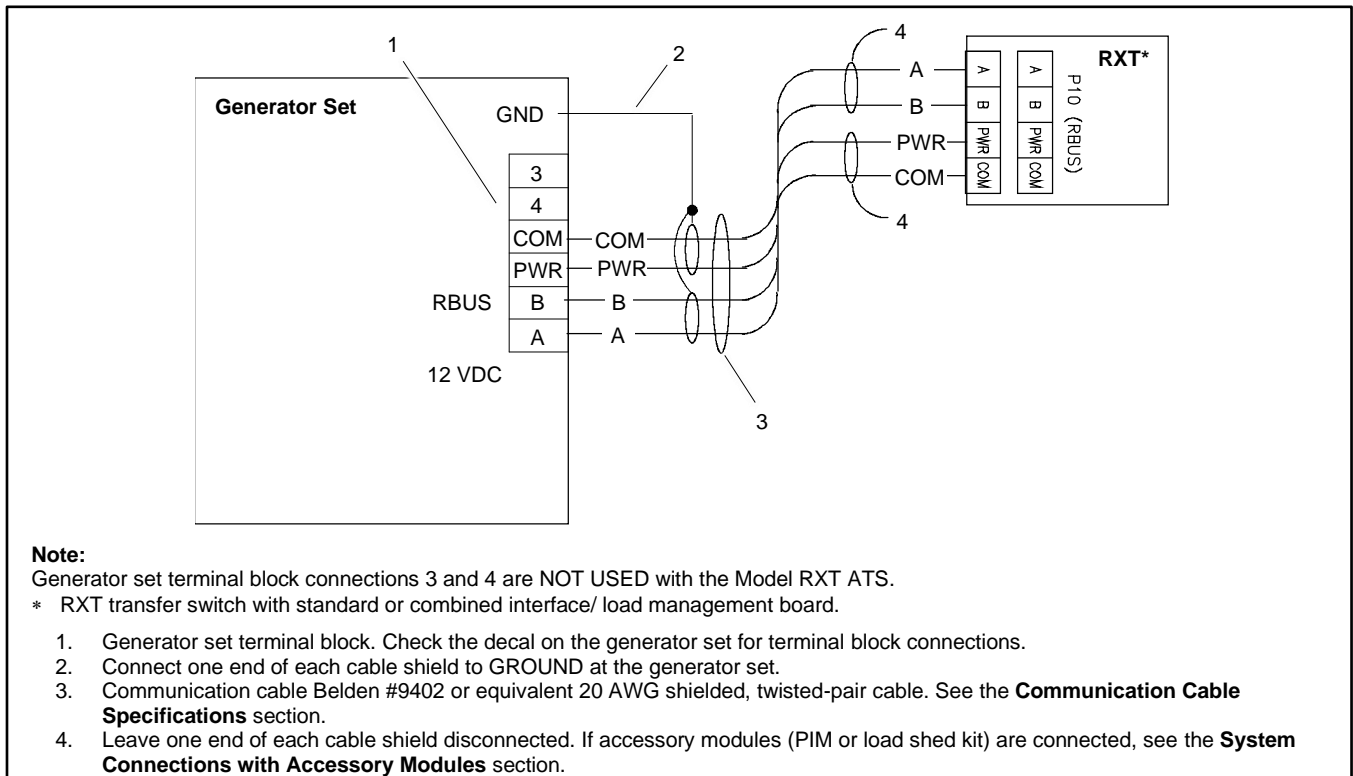 1
2
4
RXT*
Generator Set
GND
A
B
PWR
COM
A
B
PWR
COM
A
B
PWR
COM
P10 (RBUS)
4
3
4
COM
PWR
B
A
COM
PWR
B
A
RBUS
12 VDC
3
Note:
Generator set terminal block connections 3 and 4 are NOT USED with the Model RXT ATS.
* RXT transfer switch with standard or combined interface/ load management board.
1. Generator set terminal block. Check the decal on the generator set for terminal block connections.
2. Connect one end of each cable shield to GROUND at the generator set.
3. Communication cable Belden #9402 or equivalent 20 AWG shielded, twisted-pair cable. See the Communication Cable
Specifications section.
4. Leave one end of each cable shield disconnected. If accessory modules (PIM or load shed kit) are connected, see the System
Connections with Accessory Modules section.